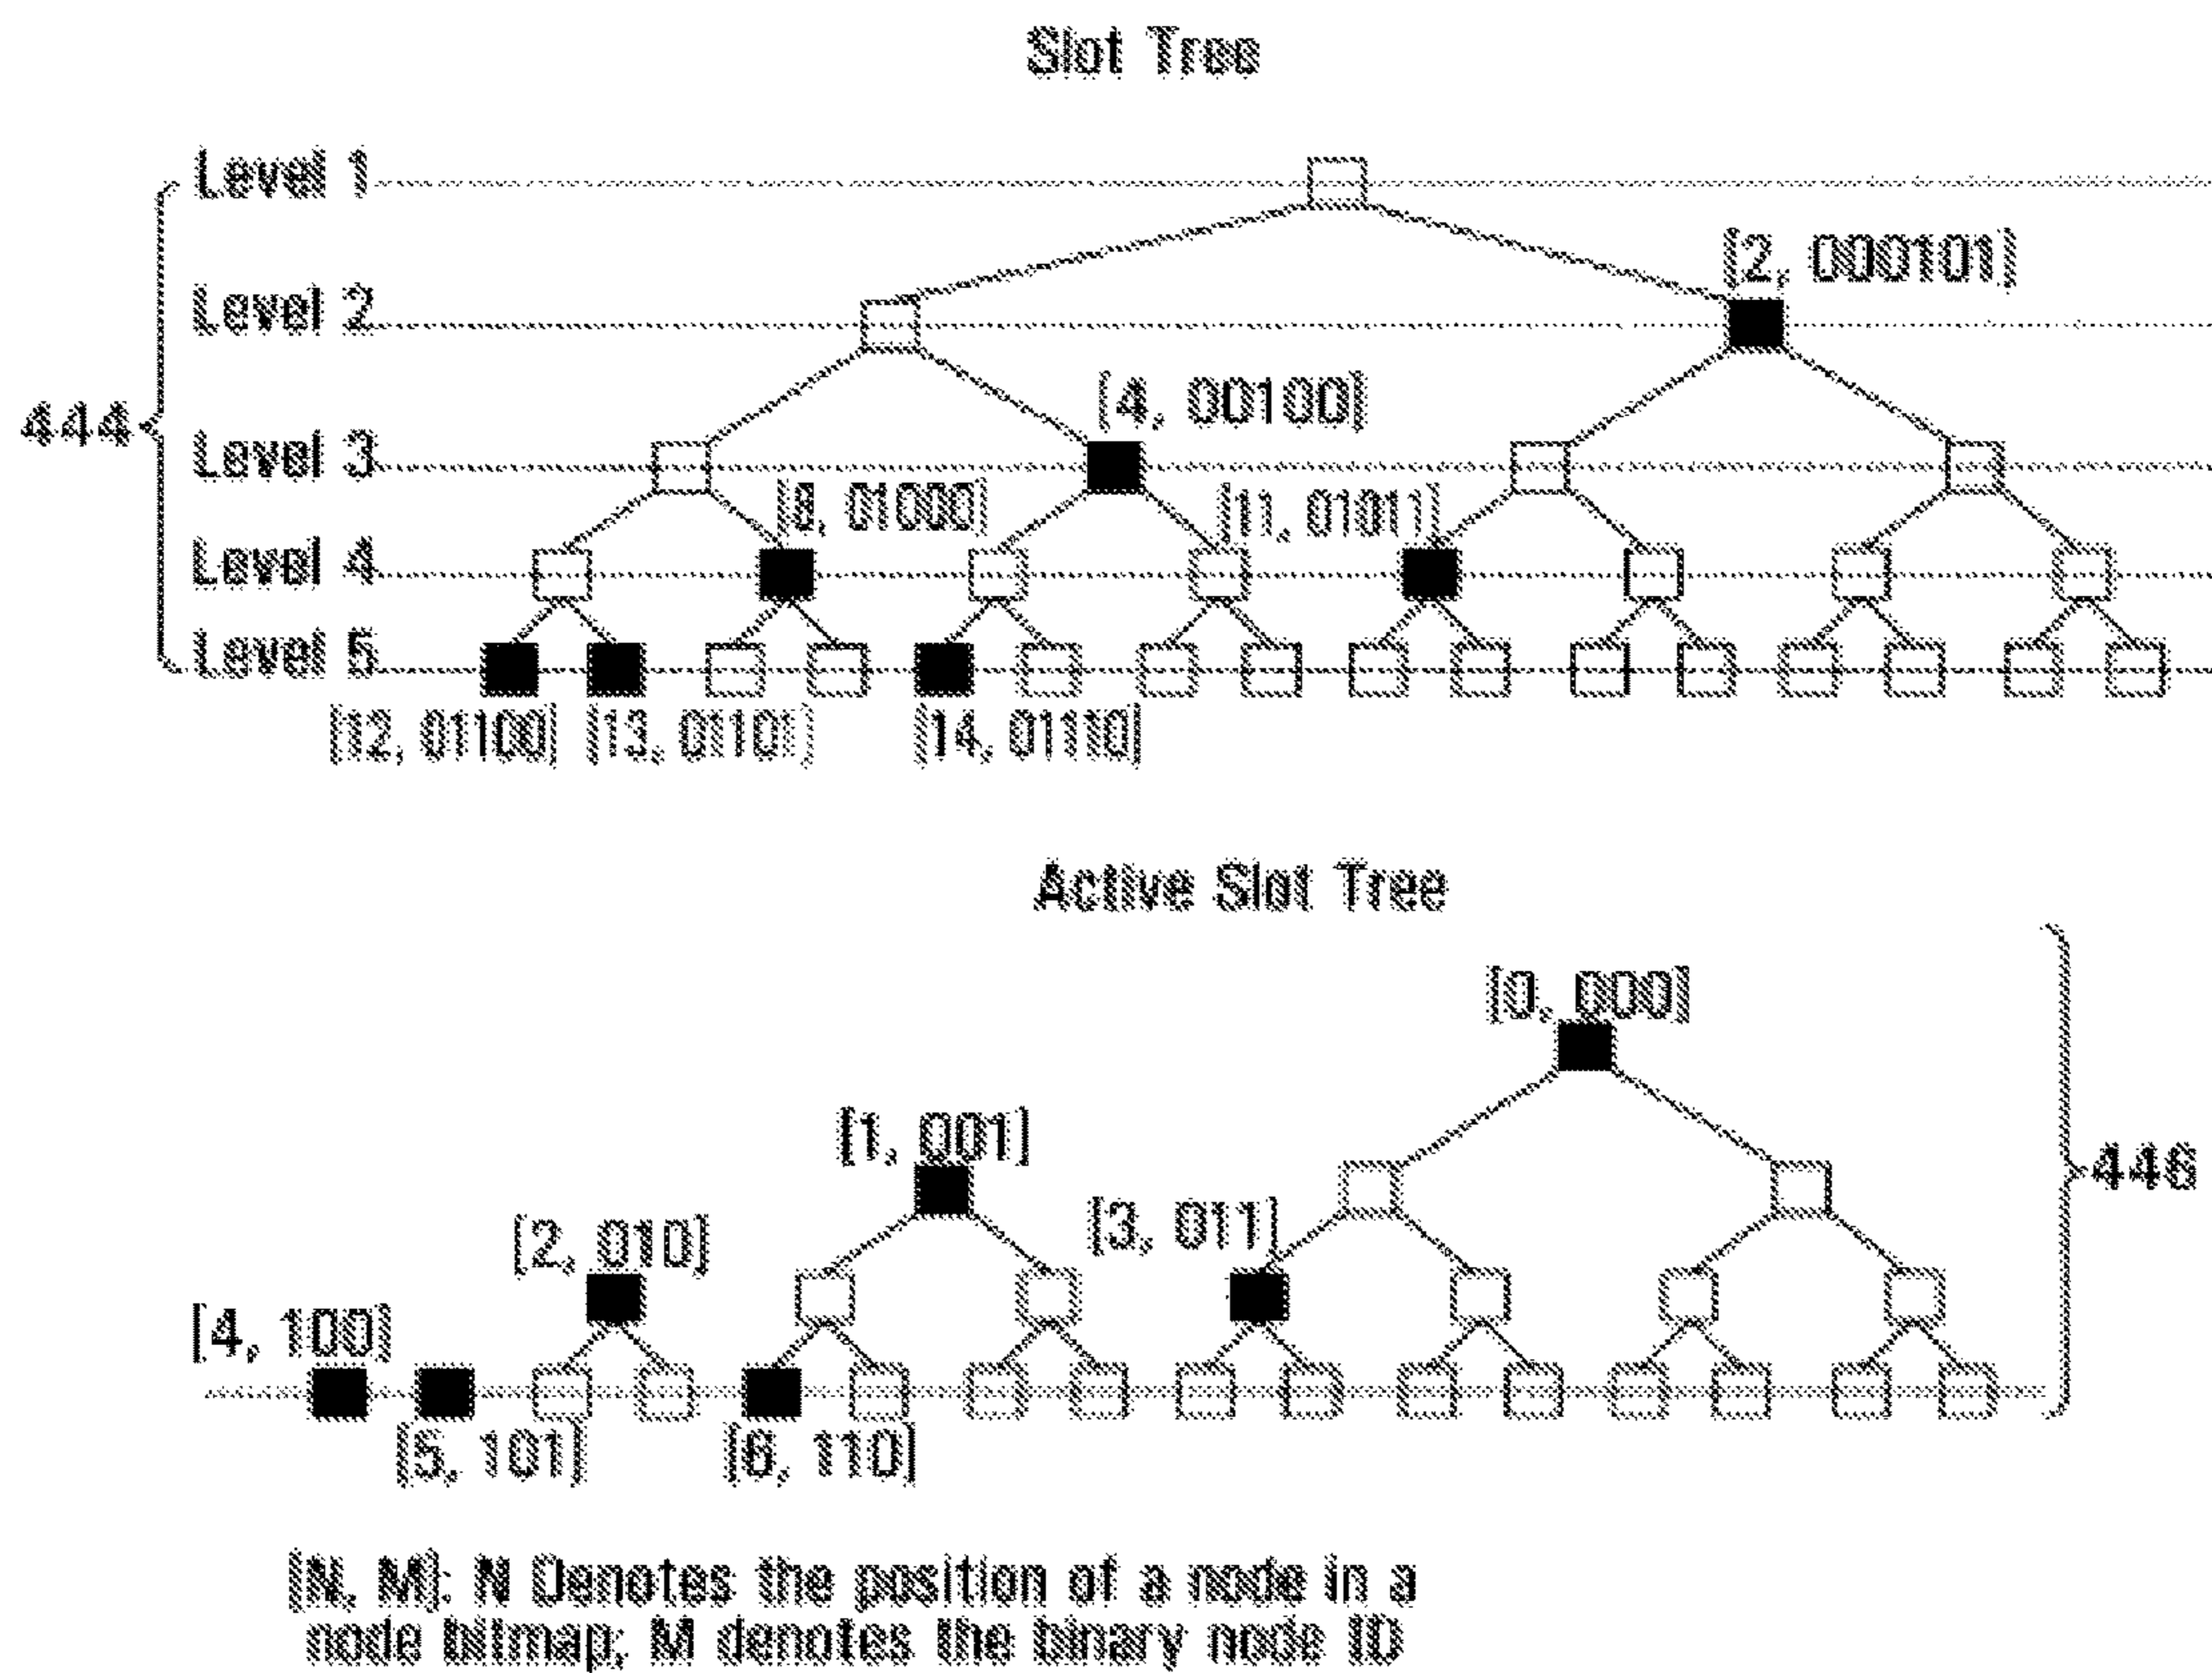 Slot Tree
Level 1
[2, 000101]
Level 2
[4, 00100]
444
Level 3
[8, 01000]
[11, 01011]
Level 4
Level 5
[12, 01100]
[13, 01101]
[14, 01110]
Active Slot Tree
[0, 000]
[1, 001]
446
[3, 011]
[2, 010]
[4, 100]
[5, 101]
[6, 110]
[N, M]: N Denotes the position of a node in a
node bitmap; M denotes the binary node ID